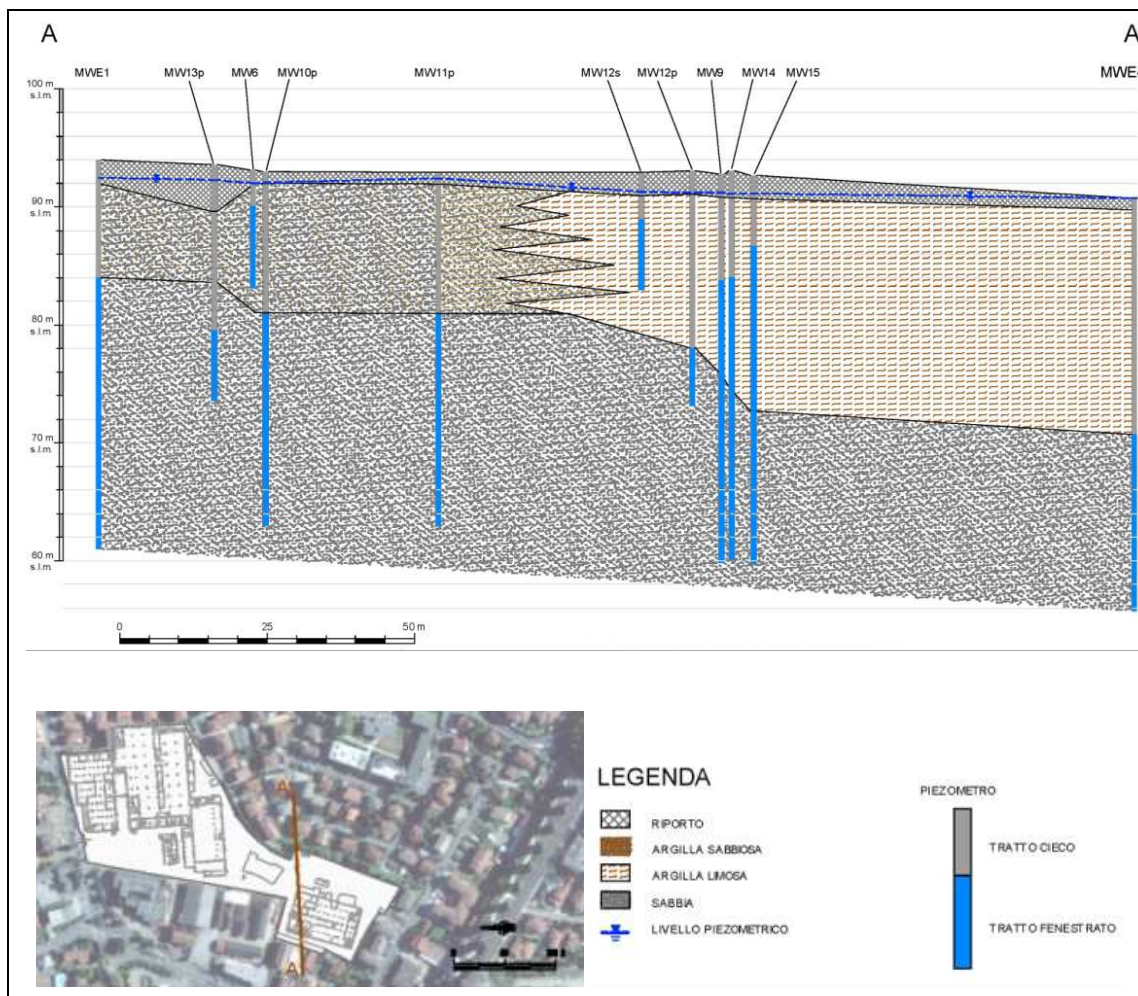 A A
MWE1 MW13p MW6 MW10p MW11p MW12s MW12p MW9 MW14 MW15 MWE
100 m
s.l.m.
90 m
s.l.m.
80 m
s.l.m.
70 m
s.l.m.
60 m
s.l.m.
0 25 50 m
A'
A
LEGENDA
RIPORTO
ARGILLA SABBIOSA
ARGILLA LIMOSA
SABBIA
LIVELLO PIEZOMETRICO
PIEZOMETRO
TRATTO CIECO
TRATTO FENESTRATO